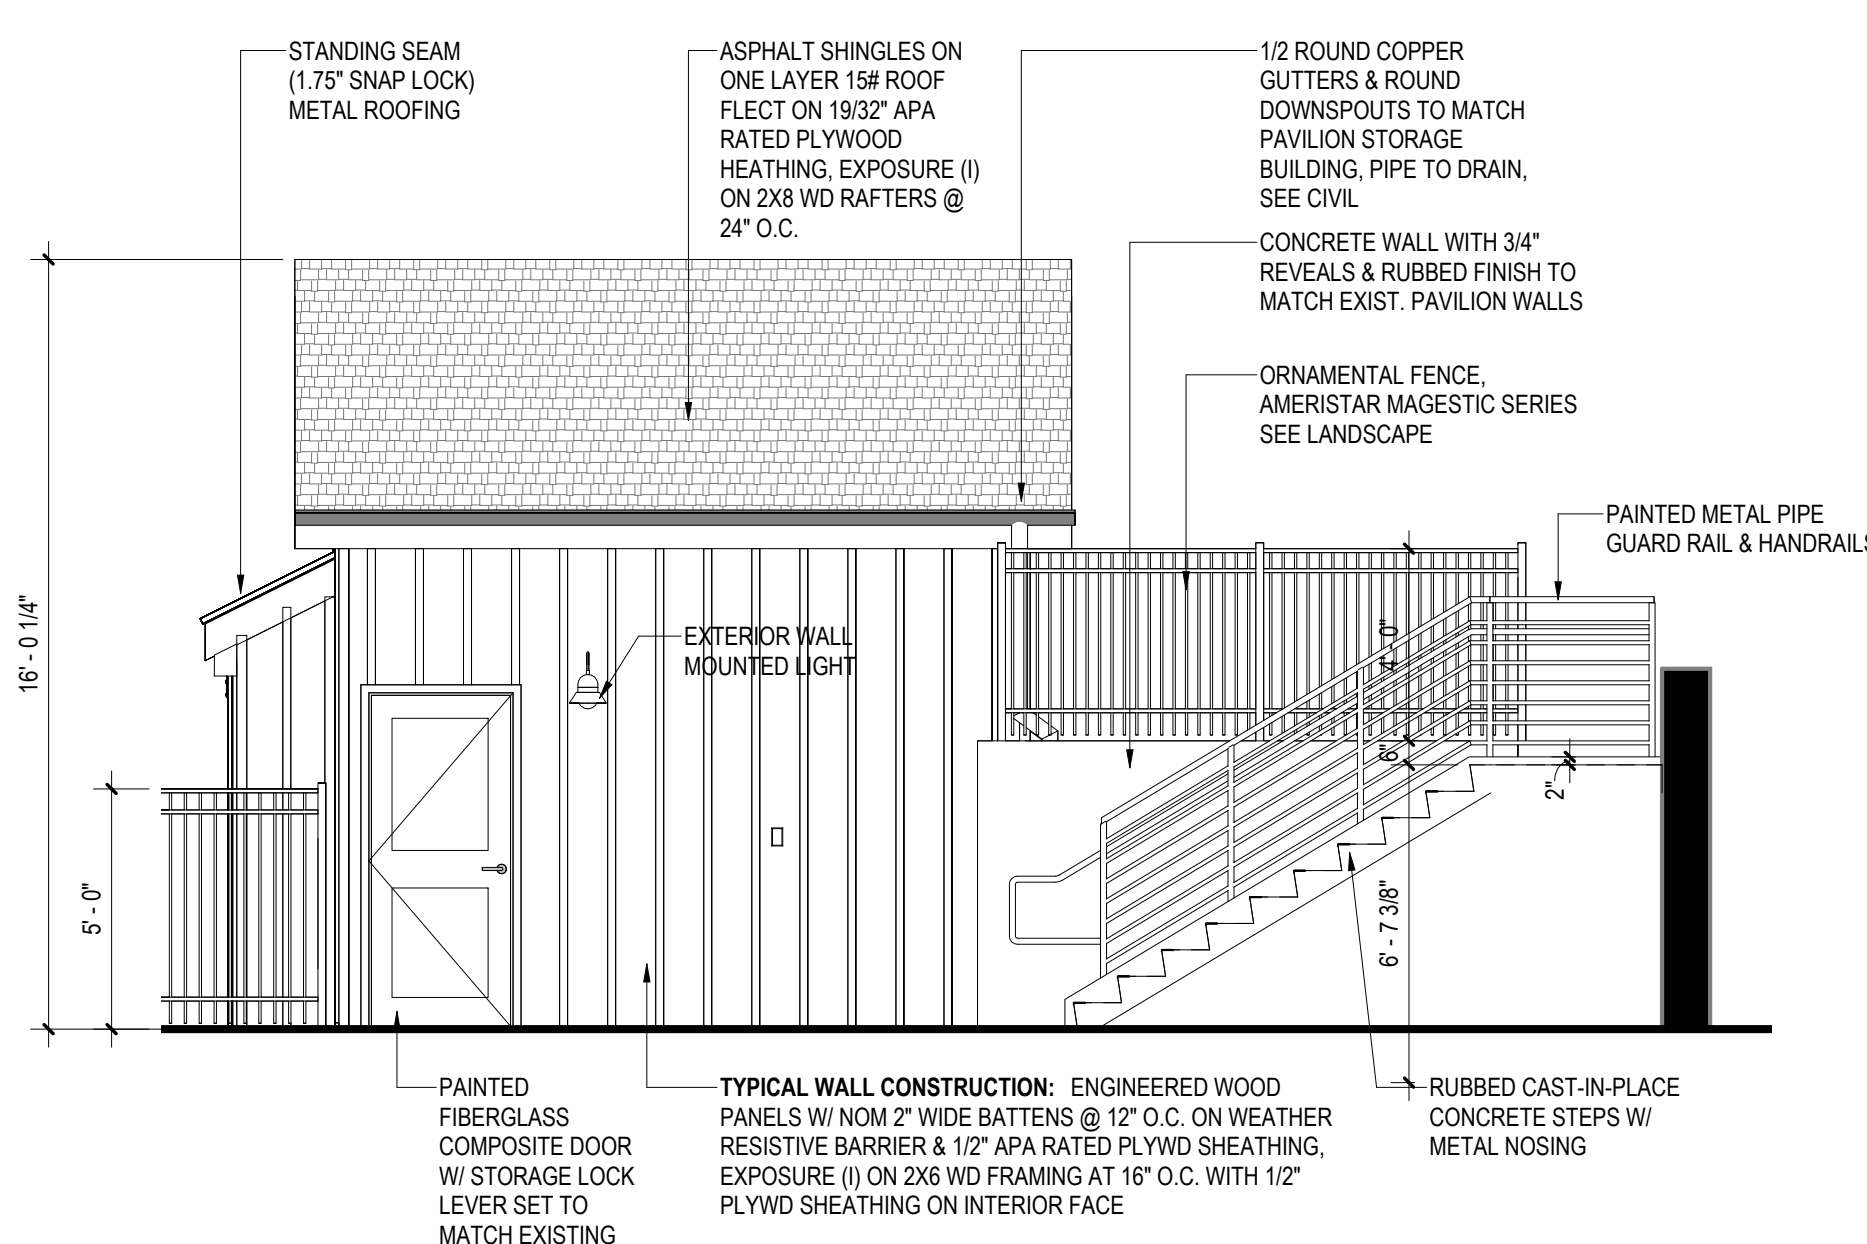 STANDING SEAM
(1.75" SNAP LOCK)
METAL ROOFING
ASPHALT SHINGLES ON
ONE LAYER 15# ROOF
FLECT ON 19/32" APA
RATED PLYWOOD
HEATHING, EXPOSURE (I)
ON 2X8 WD RAFTERS @
24" O.C.
1/2 ROUND COPPER
GUTTERS & ROUND
DOWNSPOUTS TO MATCH
PAVILION STORAGE
BUILDING, PIPE TO DRAIN,
SEE CIVIL
CONCRETE WALL WITH 3/4"
REVEALS & RUBBED FINISH TO
MATCH EXIST. PAVILION WALLS
ORNAMENTAL FENCE,
AMERISTAR MAGESTIC SERIES
SEE LANDSCAPE
PAINTED METAL PIPE
GUARD RAIL & HANDRAILS
EXTERIOR WALL
MOUNTED LIGHT
16' - 0 1/4"
5' - 0"
4' - 0"
6"
2"
6' - 7 3/8"
PAINTED
FIBERGLASS
COMPOSITE DOOR
W/ STORAGE LOCK
LEVER SET TO
MATCH EXISTING
TYPICAL WALL CONSTRUCTION: ENGINEERED WOOD
PANELS W/ NOM 2" WIDE BATTENS @ 12" O.C. ON WEATHER
RESISTIVE BARRIER & 1/2" APA RATED PLYWD SHEATHING,
EXPOSURE (I) ON 2X6 WD FRAMING AT 16" O.C. WITH 1/2"
PLYWD SHEATHING ON INTERIOR FACE
RUBBED CAST-IN-PLACE
CONCRETE STEPS W/
METAL NOSING